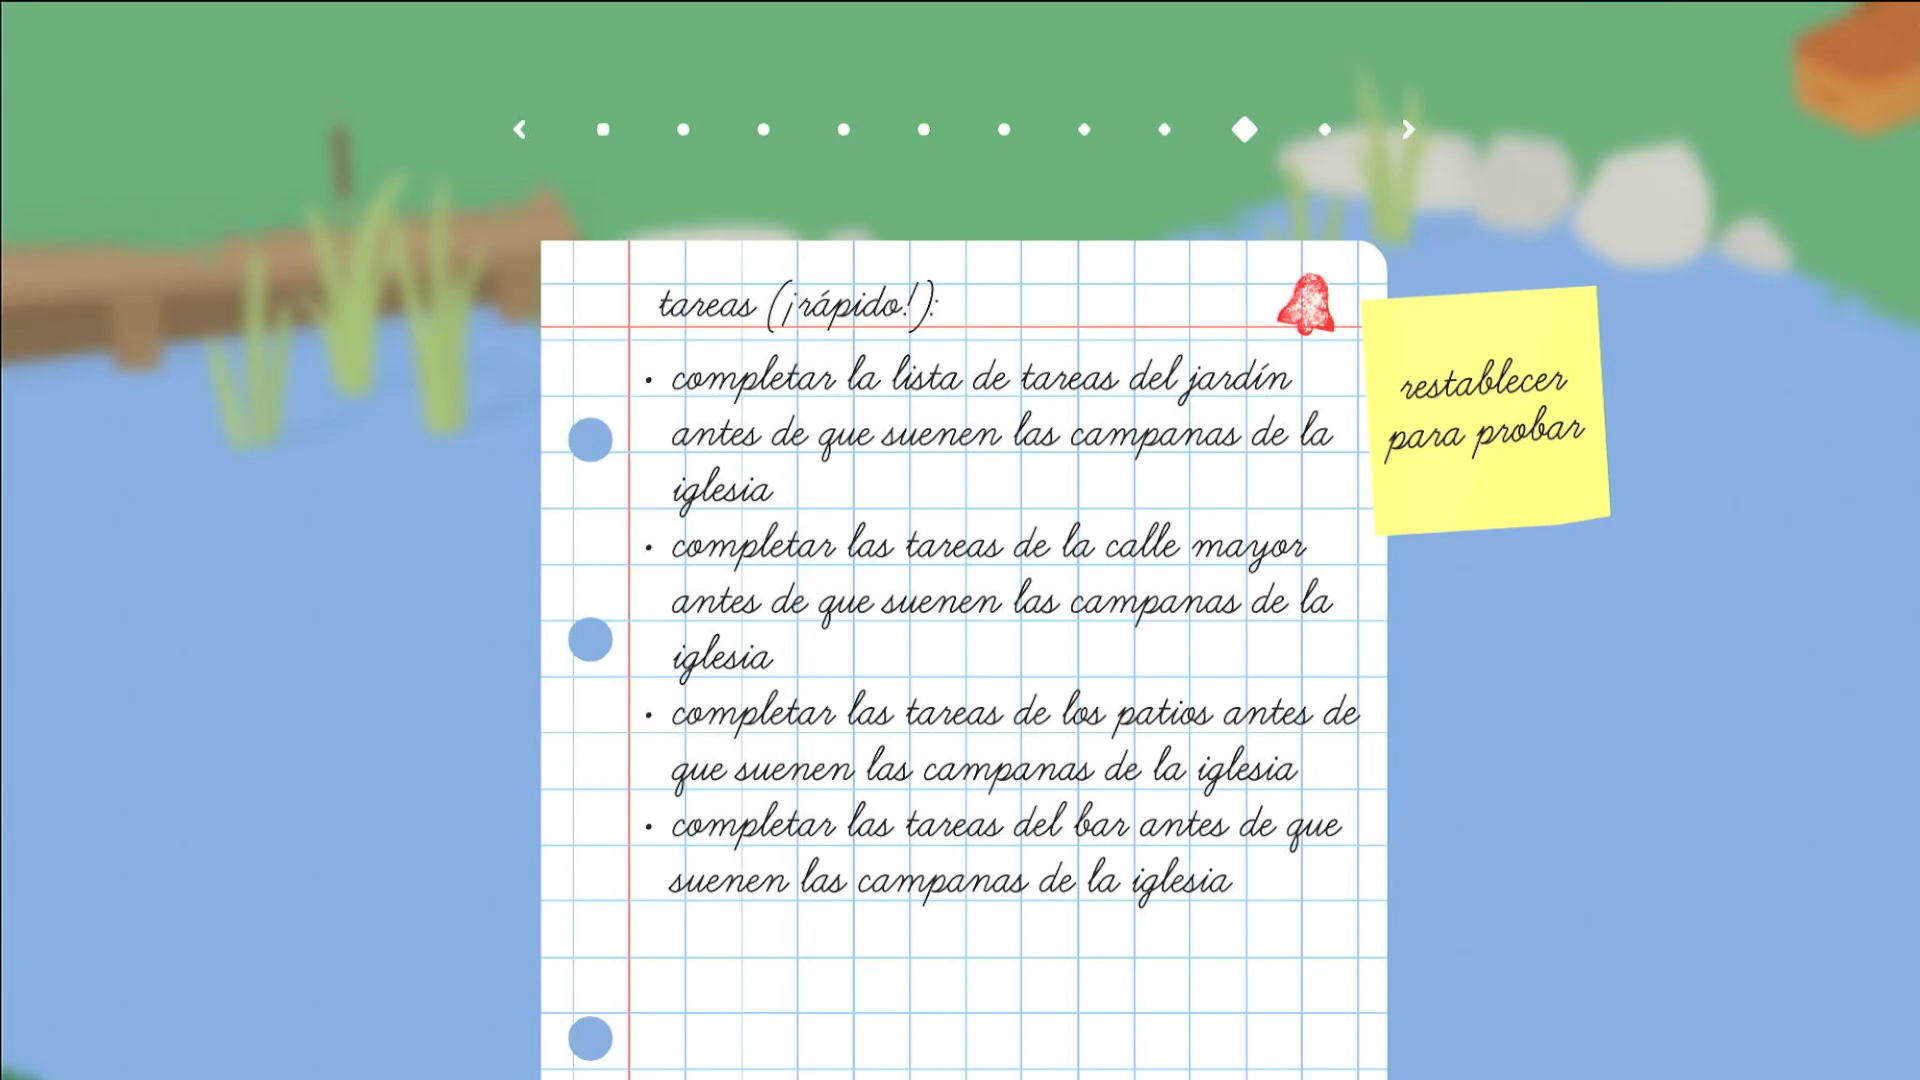 tareas (¡rápido!):
• completar la lista de tareas del jardín
antes de que suenen las campanas de la
iglesia
• completar las tareas de la calle mayor
antes de que suenen las campanas de la
iglesia
• completar las tareas de los patios antes de
que suenen las campanas de la iglesia
• completar las tareas del bar antes de que
suenen las campanas de la iglesia
restablecer
para probar